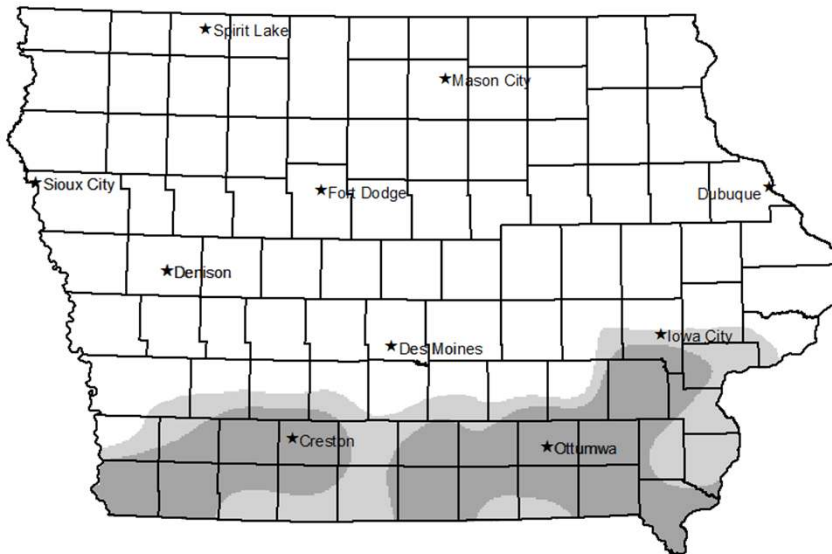 ★Spirit Lake
★Mason City
★Sioux City
★Fort Dodge
Dubuque★
★Denison
★Iowa City
★Des Moines
★Creston
★Ottumwa